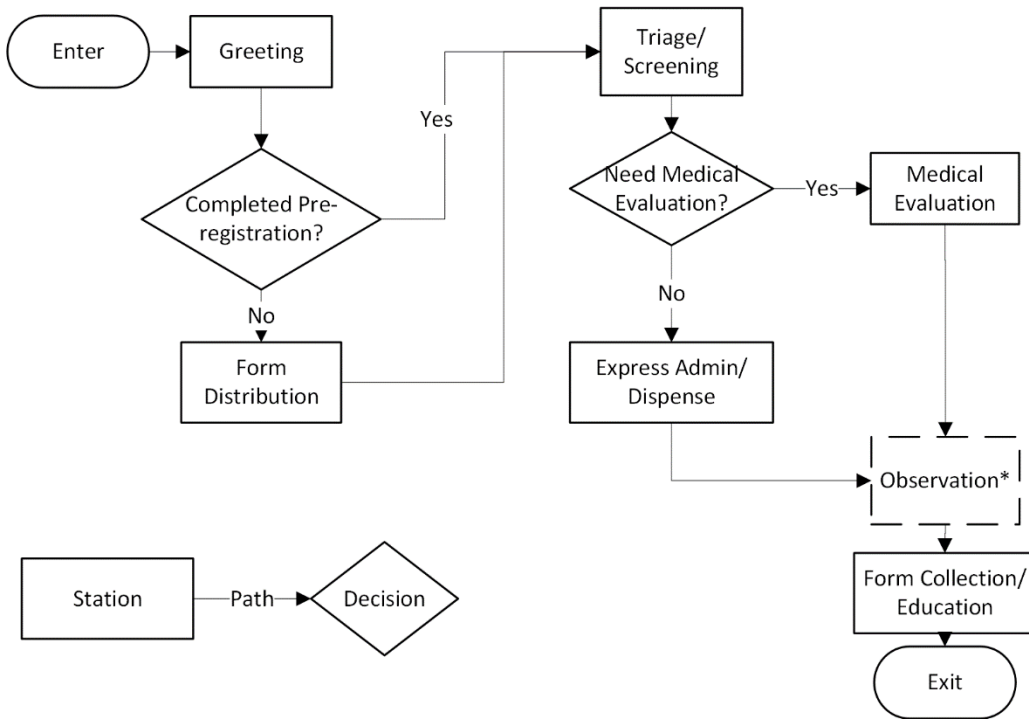 Enter
Greeting
Triage/
Screening
Yes
Completed Pre-
registration?
Need Medical
Evaluation?
Yes
Medical
Evaluation
No
No
Form
Distribution
Express Admin/
Dispense
Observation*
Station
Path
Decision
Form Collection/
Education
Exit